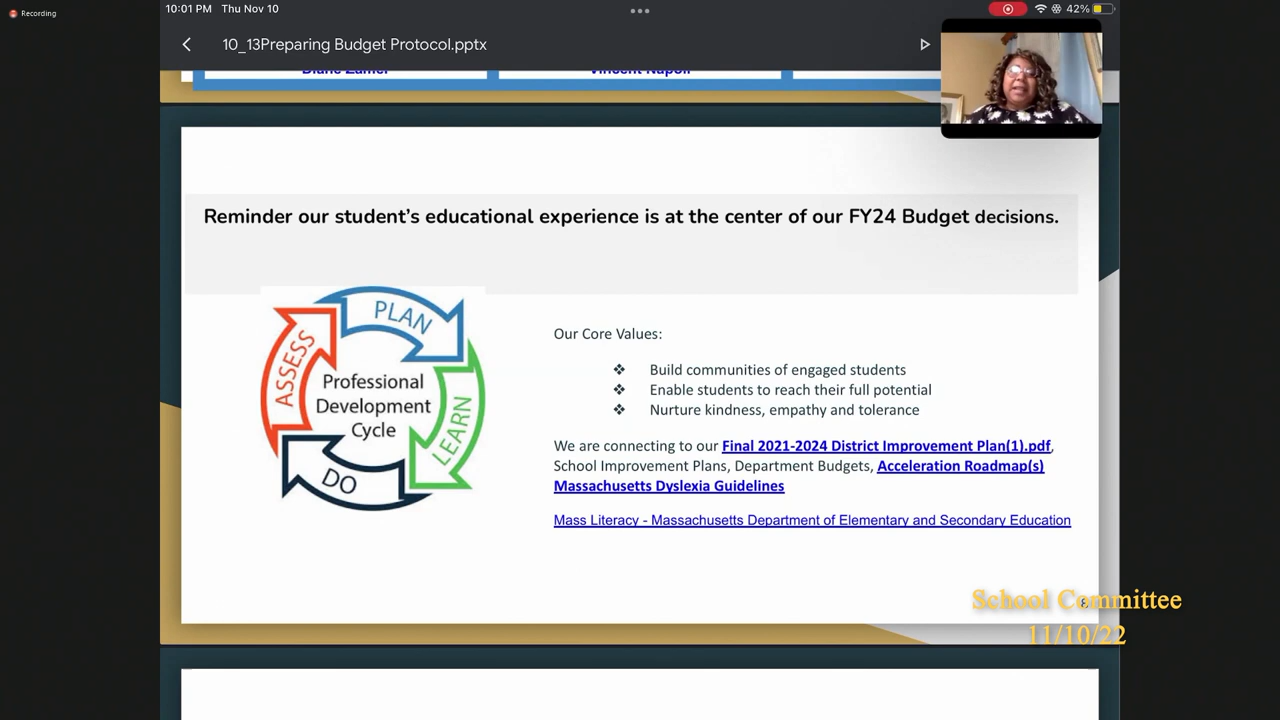 Recording
10:01 PM Thu Nov 10
42%
10_13Preparing Budget Protocol.pptx
Diane Zamer
Vincent Napoli
Reminder our student’s educational experience is at the center of our FY24 Budget decisions.
PLAN
ASSESS
Professional
Development
Cycle
LEARN
DO
Our Core Values:
❖ Build communities of engaged students
❖ Enable students to reach their full potential
❖ Nurture kindness, empathy and tolerance
We are connecting to our Final 2021-2024 District Improvement Plan(1).pdf,
School Improvement Plans, Department Budgets, Acceleration Roadmap(s)
Massachusetts Dyslexia Guidelines
Mass Literacy - Massachusetts Department of Elementary and Secondary Education
School Committee
11/10/22